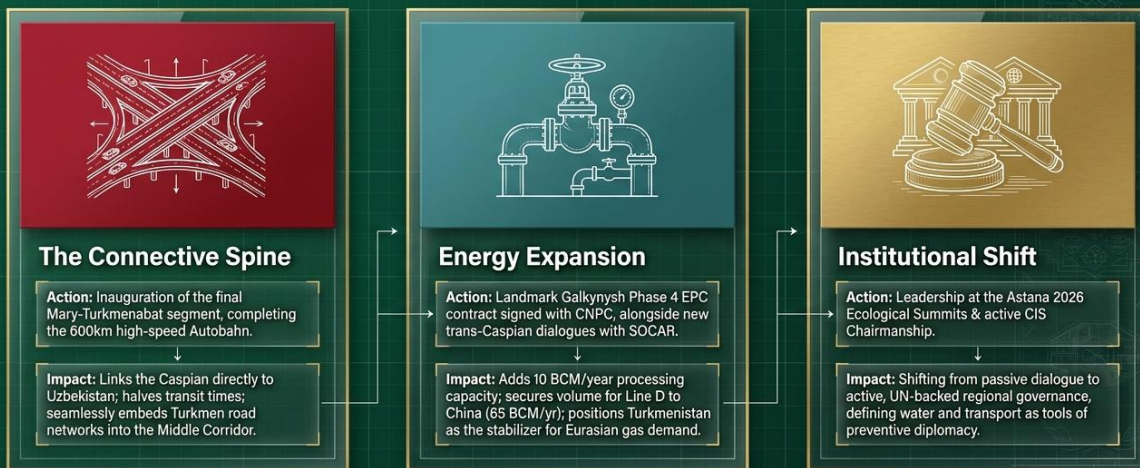 The Connective Spine
Action: Inauguration of the final
Mary-Turkmenabat segment, completing
the 600km high-speed Autobahn.
Impact: Links the Caspian directly to
Uzbekistan; halves transit times;
seamlessly embeds Turkmen road
networks into the Middle Corridor.
Energy Expansion
Action: Landmark Galkynysh Phase 4 EPC
contract signed with CNPC, alongside new
trans-Caspian dialogues with SOCAR.
Impact: Adds 10 BCM/year processing
capacity; secures volume for Line D to
China (65 BCM/yr); positions Turkmenistan
as the stabilizer for Eurasian gas demand.
Institutional Shift
Action: Leadership at the Astana 2026
Ecological Summits & active CIS
Chairmanship.
Impact: Shifting from passive dialogue to
active, UN-backed regional governance,
defining water and transport as tools of
preventive diplomacy.